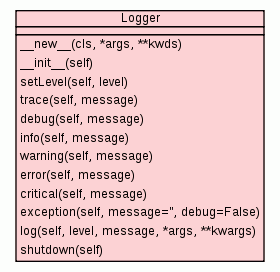 Logger
__new__(cls, *args, **kwds)
__init__(self)
setLevel(self, level)
trace(self, message)
debug(self, message)
info(self, message)
warning(self, message)
error(self, message)
critical(self, message)
exception(self, message='', debug=False)
log(self, level, message, *args, **kwargs)
shutdown(self)